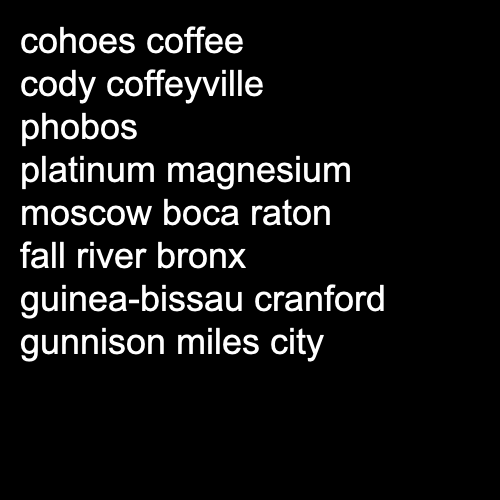 cohoes coffee
cody coffeyville
phobos
platinum magnesium
moscow boca raton
fall river bronx
guinea-bissau cranford
gunnison miles city